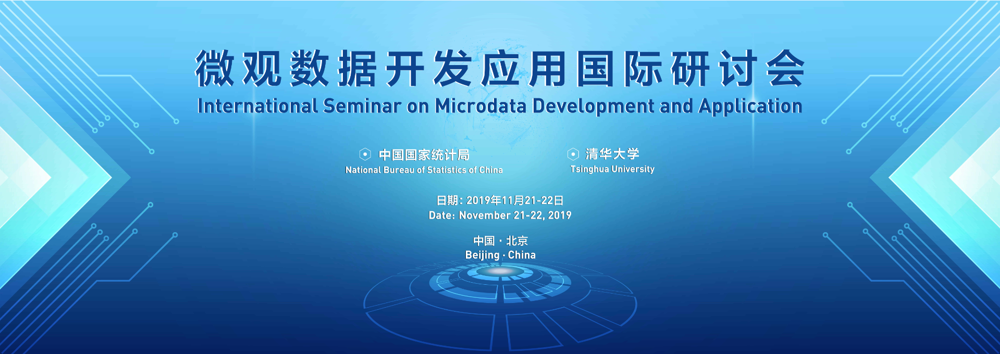 微观数据开发应用国际研讨会
International Seminar on Microdata Development and Application
中国国家统计局
National Bureau of Statistics of China
清华大学
Tsinghua University
日期：2019年11月21-22日
Date: November 21-22, 2019
中国·北京
Beijing · China